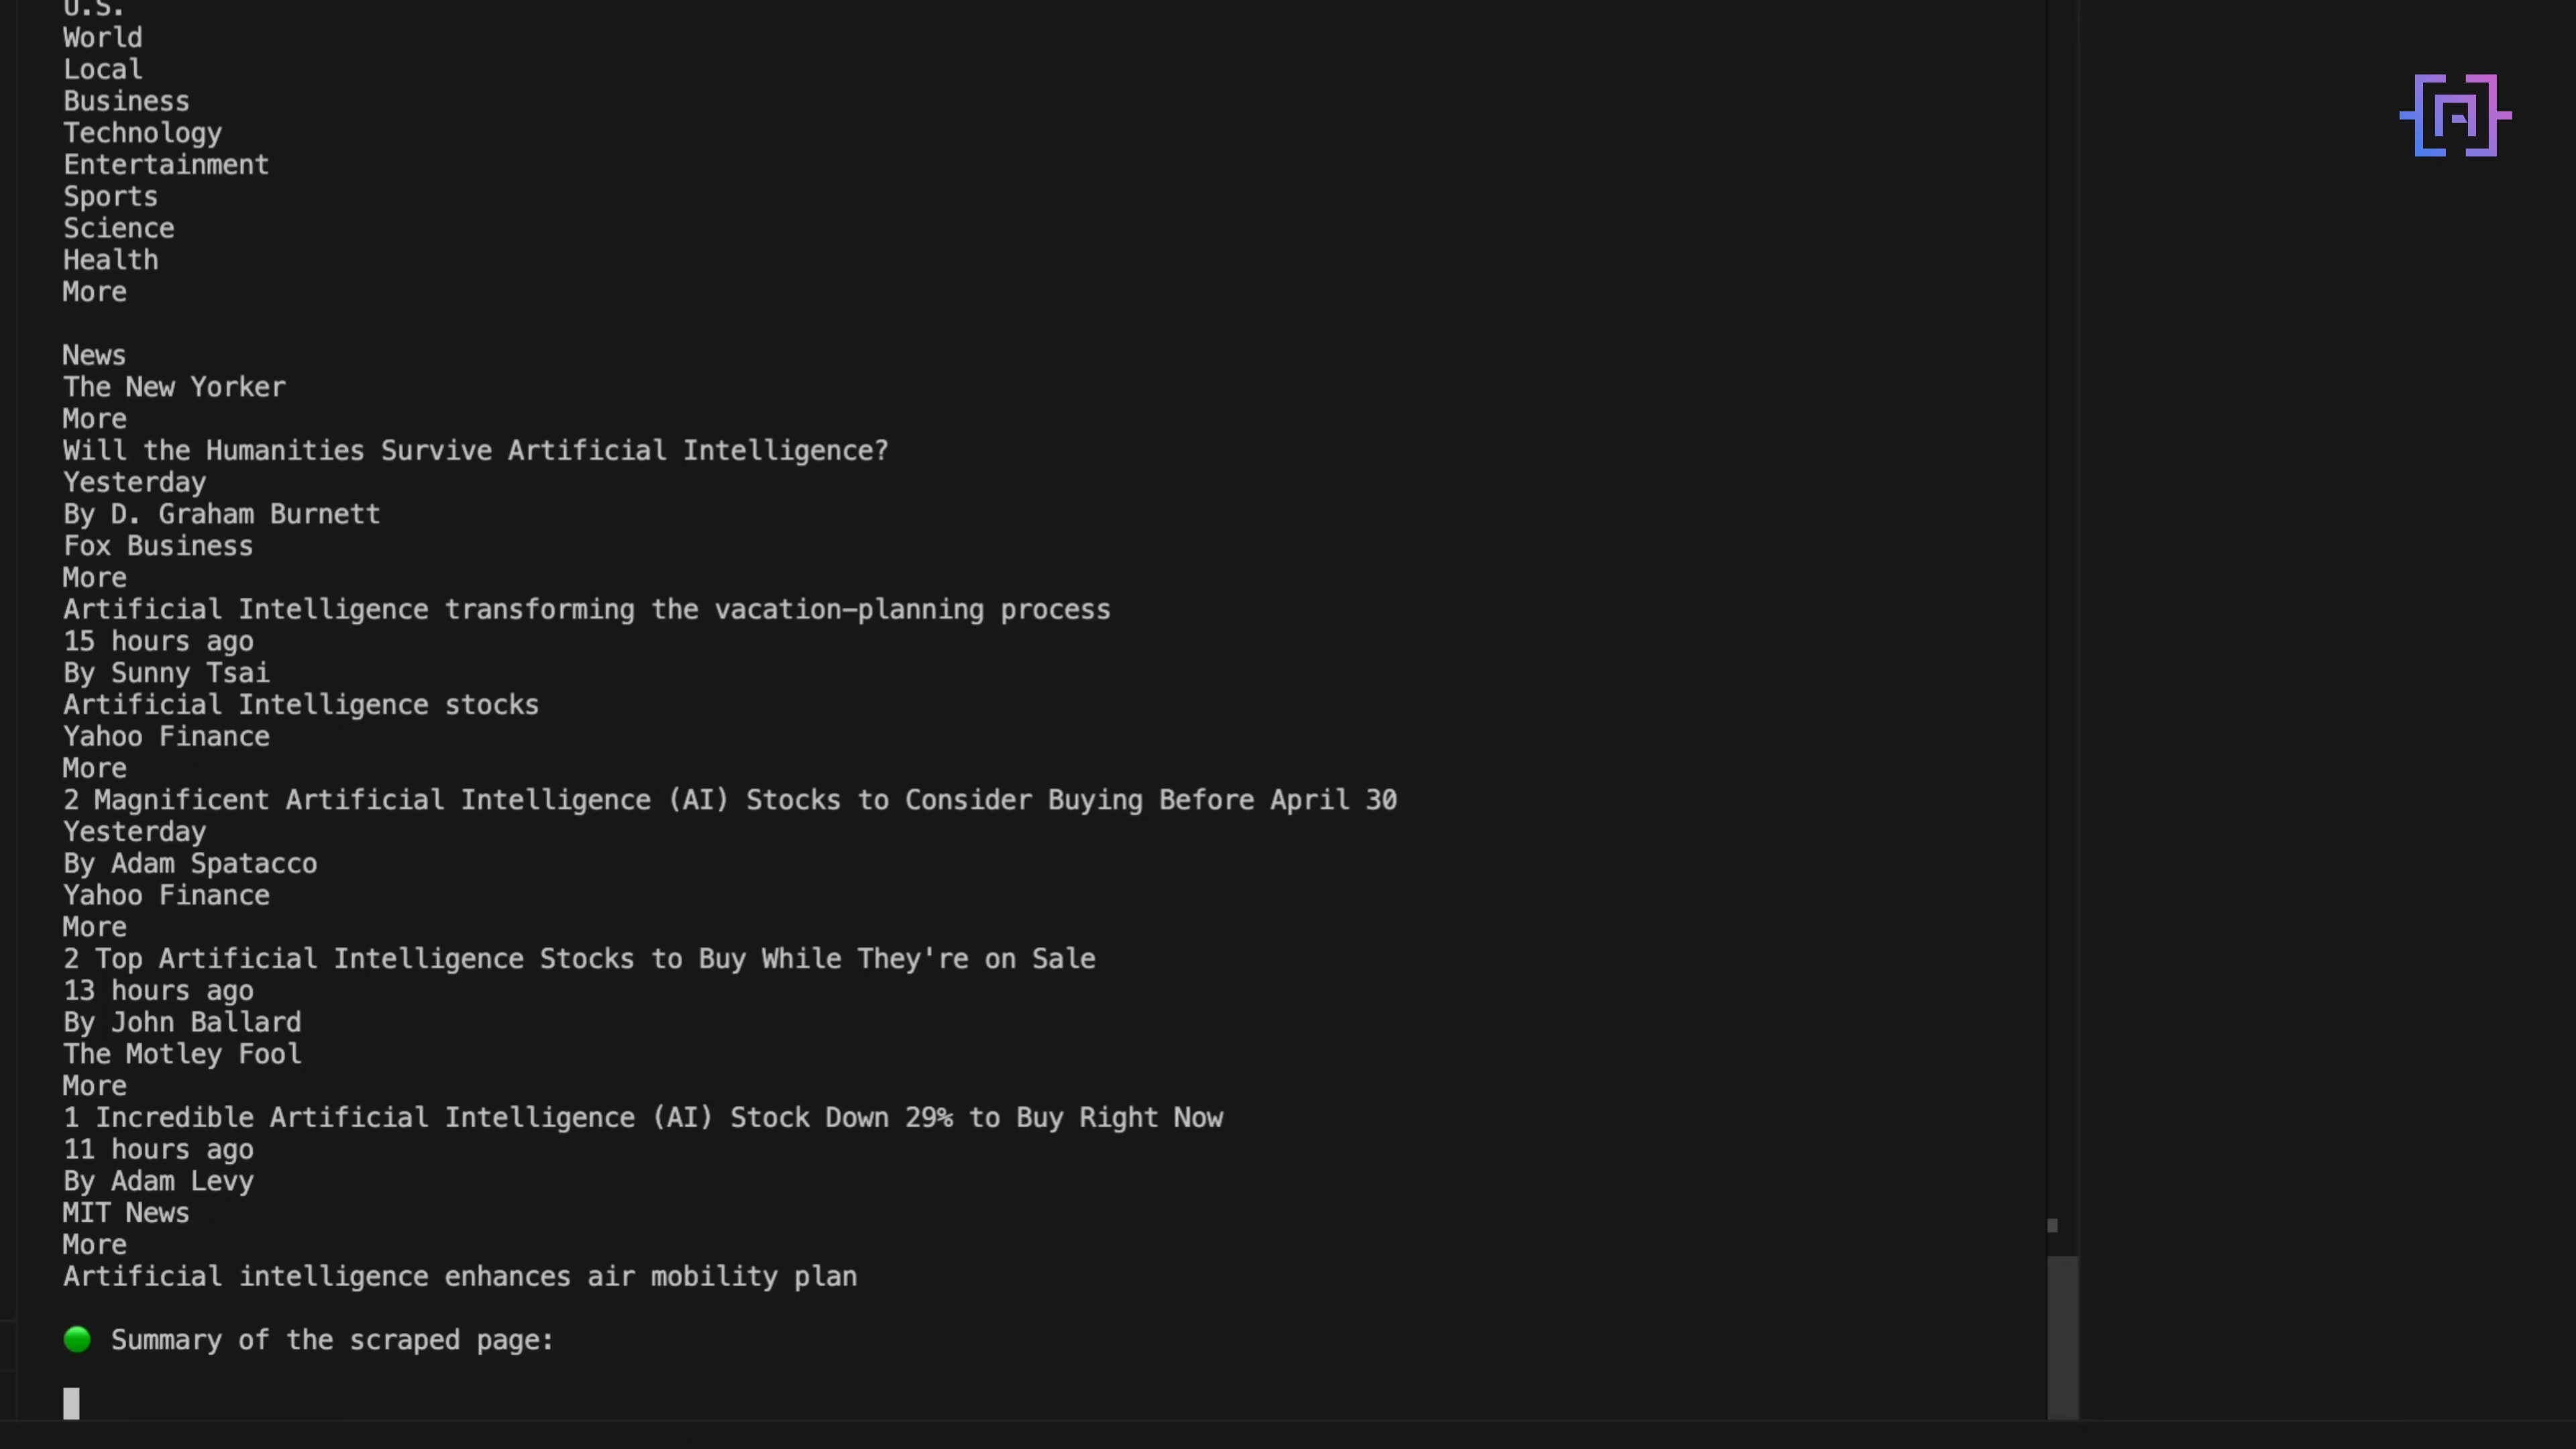 U.S.
World
Local
Business
Technology
Entertainment
Sports
Science
Health
More
News
The New Yorker
More
Will the Humanities Survive Artificial Intelligence?
Yesterday
By D. Graham Burnett
Fox Business
More
Artificial Intelligence transforming the vacation-planning process
15 hours ago
By Sunny Tsai
Artificial Intelligence stocks
Yahoo Finance
More
2 Magnificent Artificial Intelligence (AI) Stocks to Consider Buying Before April 30
Yesterday
By Adam Spatacco
Yahoo Finance
More
2 Top Artificial Intelligence Stocks to Buy While They're on Sale
13 hours ago
By John Ballard
The Motley Fool
More
1 Incredible Artificial Intelligence (AI) Stock Down 29% to Buy Right Now
11 hours ago
By Adam Levy
MIT News
More
Artificial intelligence enhances air mobility plan
Summary of the scraped page: